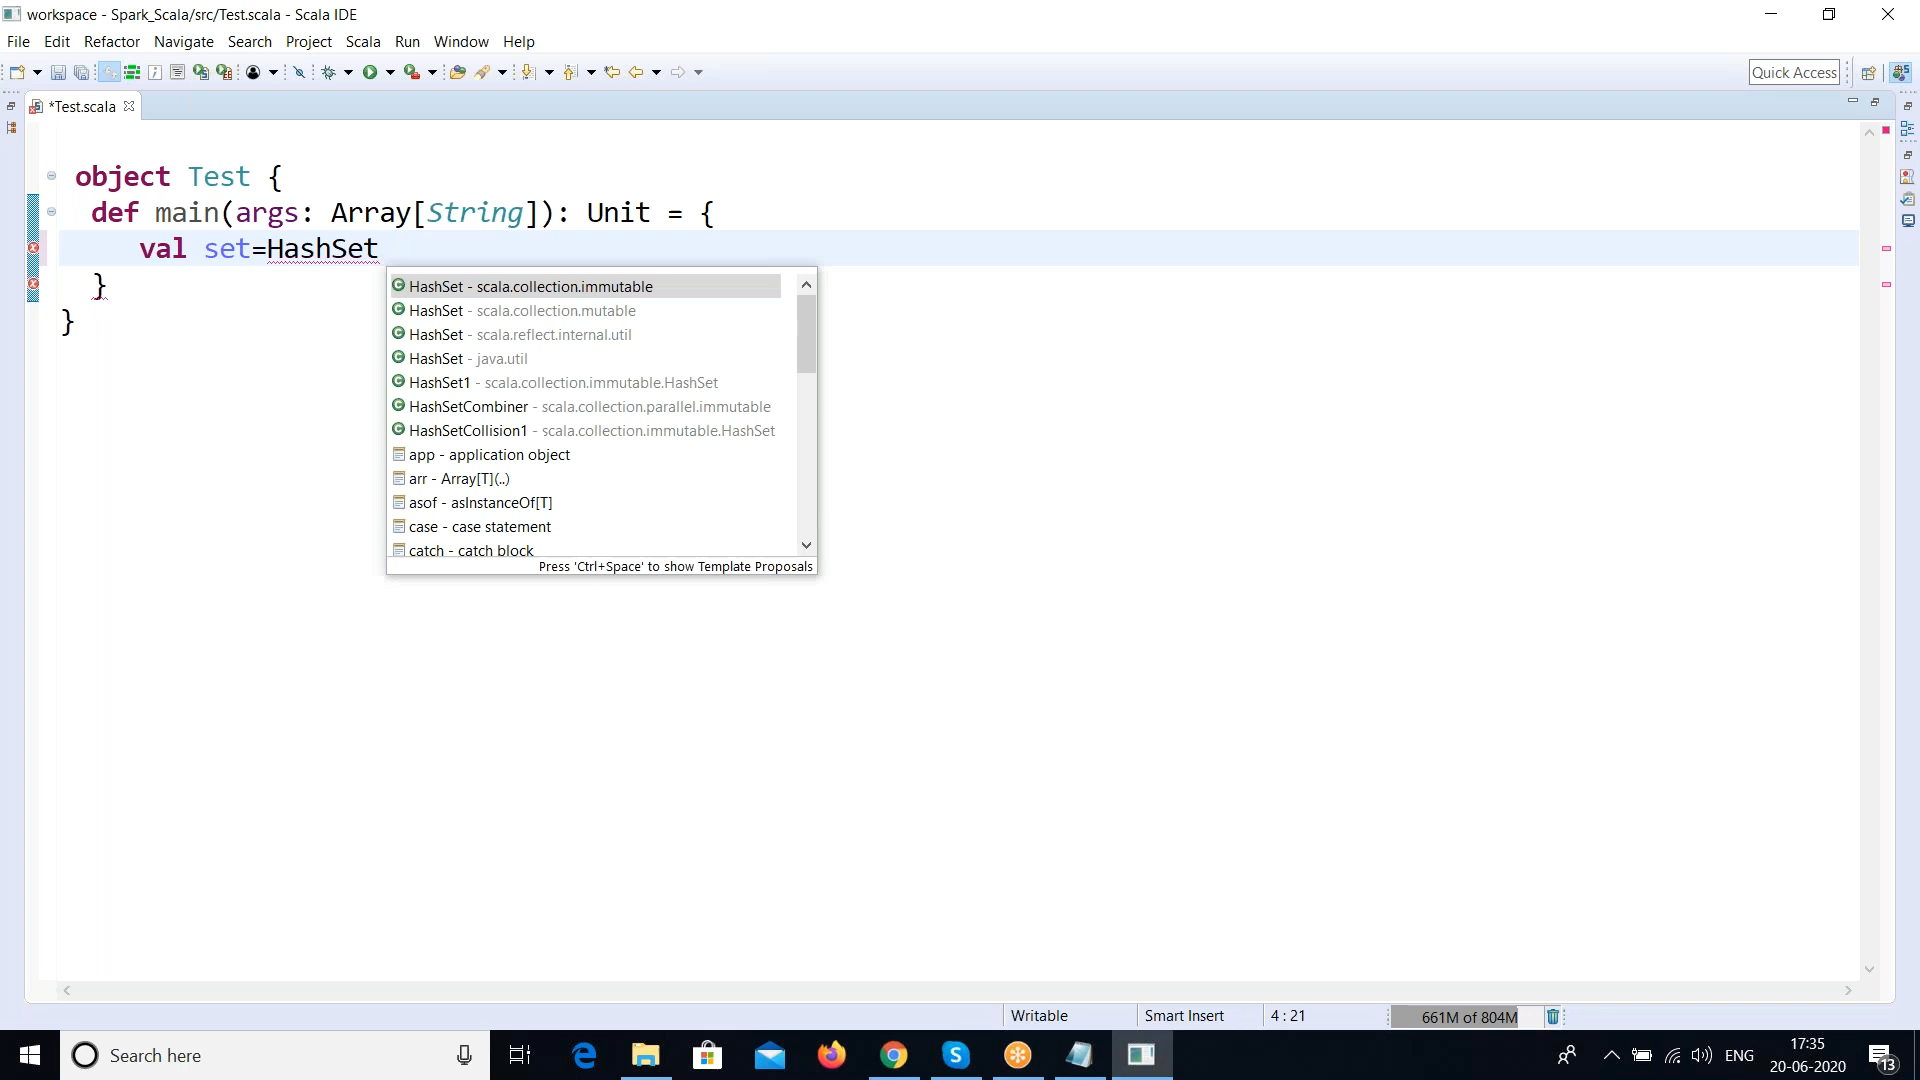 workspace - Spark_Scala/src/Test.scala - Scala IDE
File Edit Refactor Navigate Search Project Scala Run Window Help
Quick Access
*Test.scala
object Test {
def main(args: Array[String]): Unit = {
val set=HashSet
}
}
HashSet - scala.collection.immutable
HashSet - scala.collection.mutable
HashSet - scala.reflect.internal.util
HashSet - java.util
HashSet1 - scala.collection.immutable.HashSet
HashSetCombiner - scala.collection.parallel.immutable
HashSetCollision1 - scala.collection.immutable.HashSet
app - application object
arr - Array[T](..)
asof - asInstanceOf[T]
case - case statement
catch - catch block
Press 'Ctrl+Space' to show Template Proposals
Writable Smart Insert 4 : 21 661M of 804M
Search here
ENG
17:35
20-06-2020
13